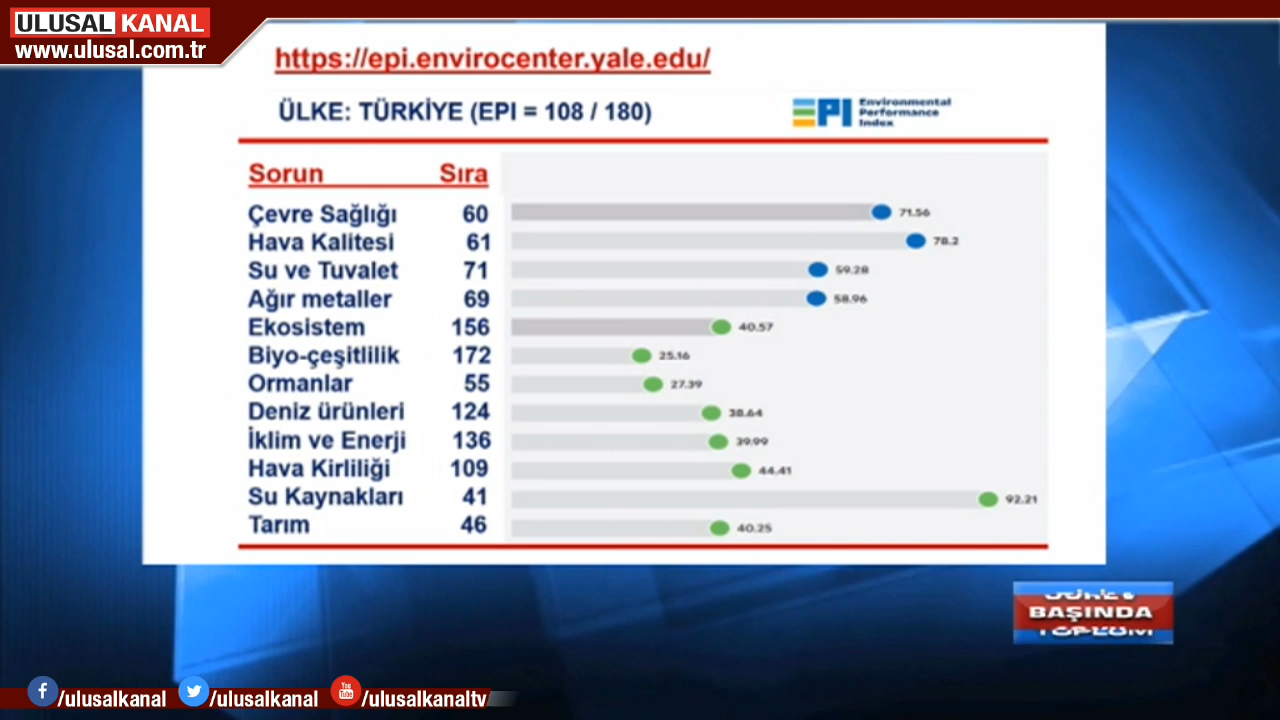 ULUSAL KANAL
www.ulusal.com.tr
https://epi.envirocenter.yale.edu/
ÜLKE: TÜRKİYE (EPI = 108 / 180)
EPI Environmental
Performance
Index
Sorun Sıra
Çevre Sağlığı 60 71.56
Hava Kalitesi 61 78.2
Su ve Tuvalet 71 59.28
Ağır metaller 69 58.96
Ekosistem 156 40.57
Biyo-çeşitlilik 172 25.16
Ormanlar 55 27.39
Deniz ürünleri 124 38.64
İklim ve Enerji 136 39.99
Hava Kirliliği 109 44.41
Su Kaynakları 41 92.21
Tarım 46 40.25
BAŞINDA
TOPLUM
/ulusalkanal /ulusalkanal You Tube /ulusalkanaltv